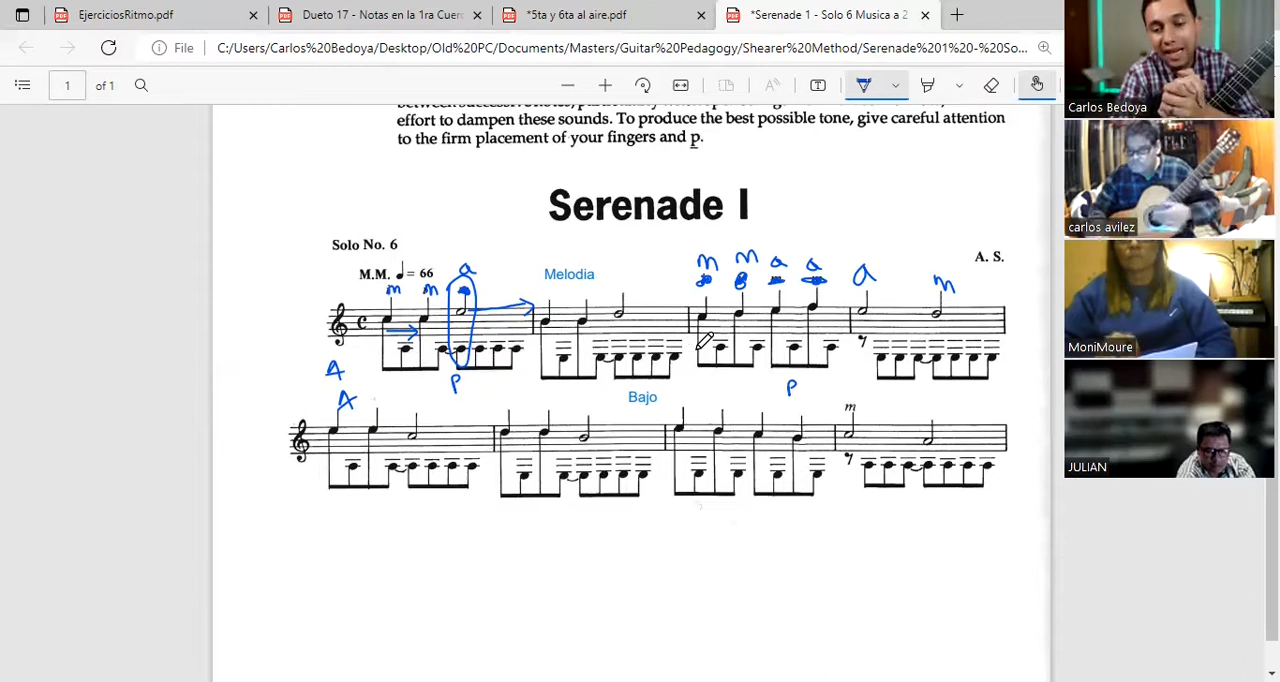 EjerciciosRitmo.pdf
Dueto 17 - Notas en la 1ra Cuer
*5ta y 6ta al aire.pdf
*Serenade 1 - Solo 6 Musica a 2
File
C:/Users/Carlos%20Bedoya/Desktop/Old%20PC/Documents/Masters/Guitar%20Pedagogy/Shearer%20Method/Serenade%201%20-%20So...
1 of 1
effort to dampen these sounds. To produce the best possible tone, give careful attention
to the firm placement of your fingers and p.
Serenade I
Solo No. 6
A. S.
M.M. = 66
Melodia
a
m m
m m a a
a m
p
A
A
Bajo
p
m
Carlos Bedoya
carlos avilez
MoniMoure
JULIAN